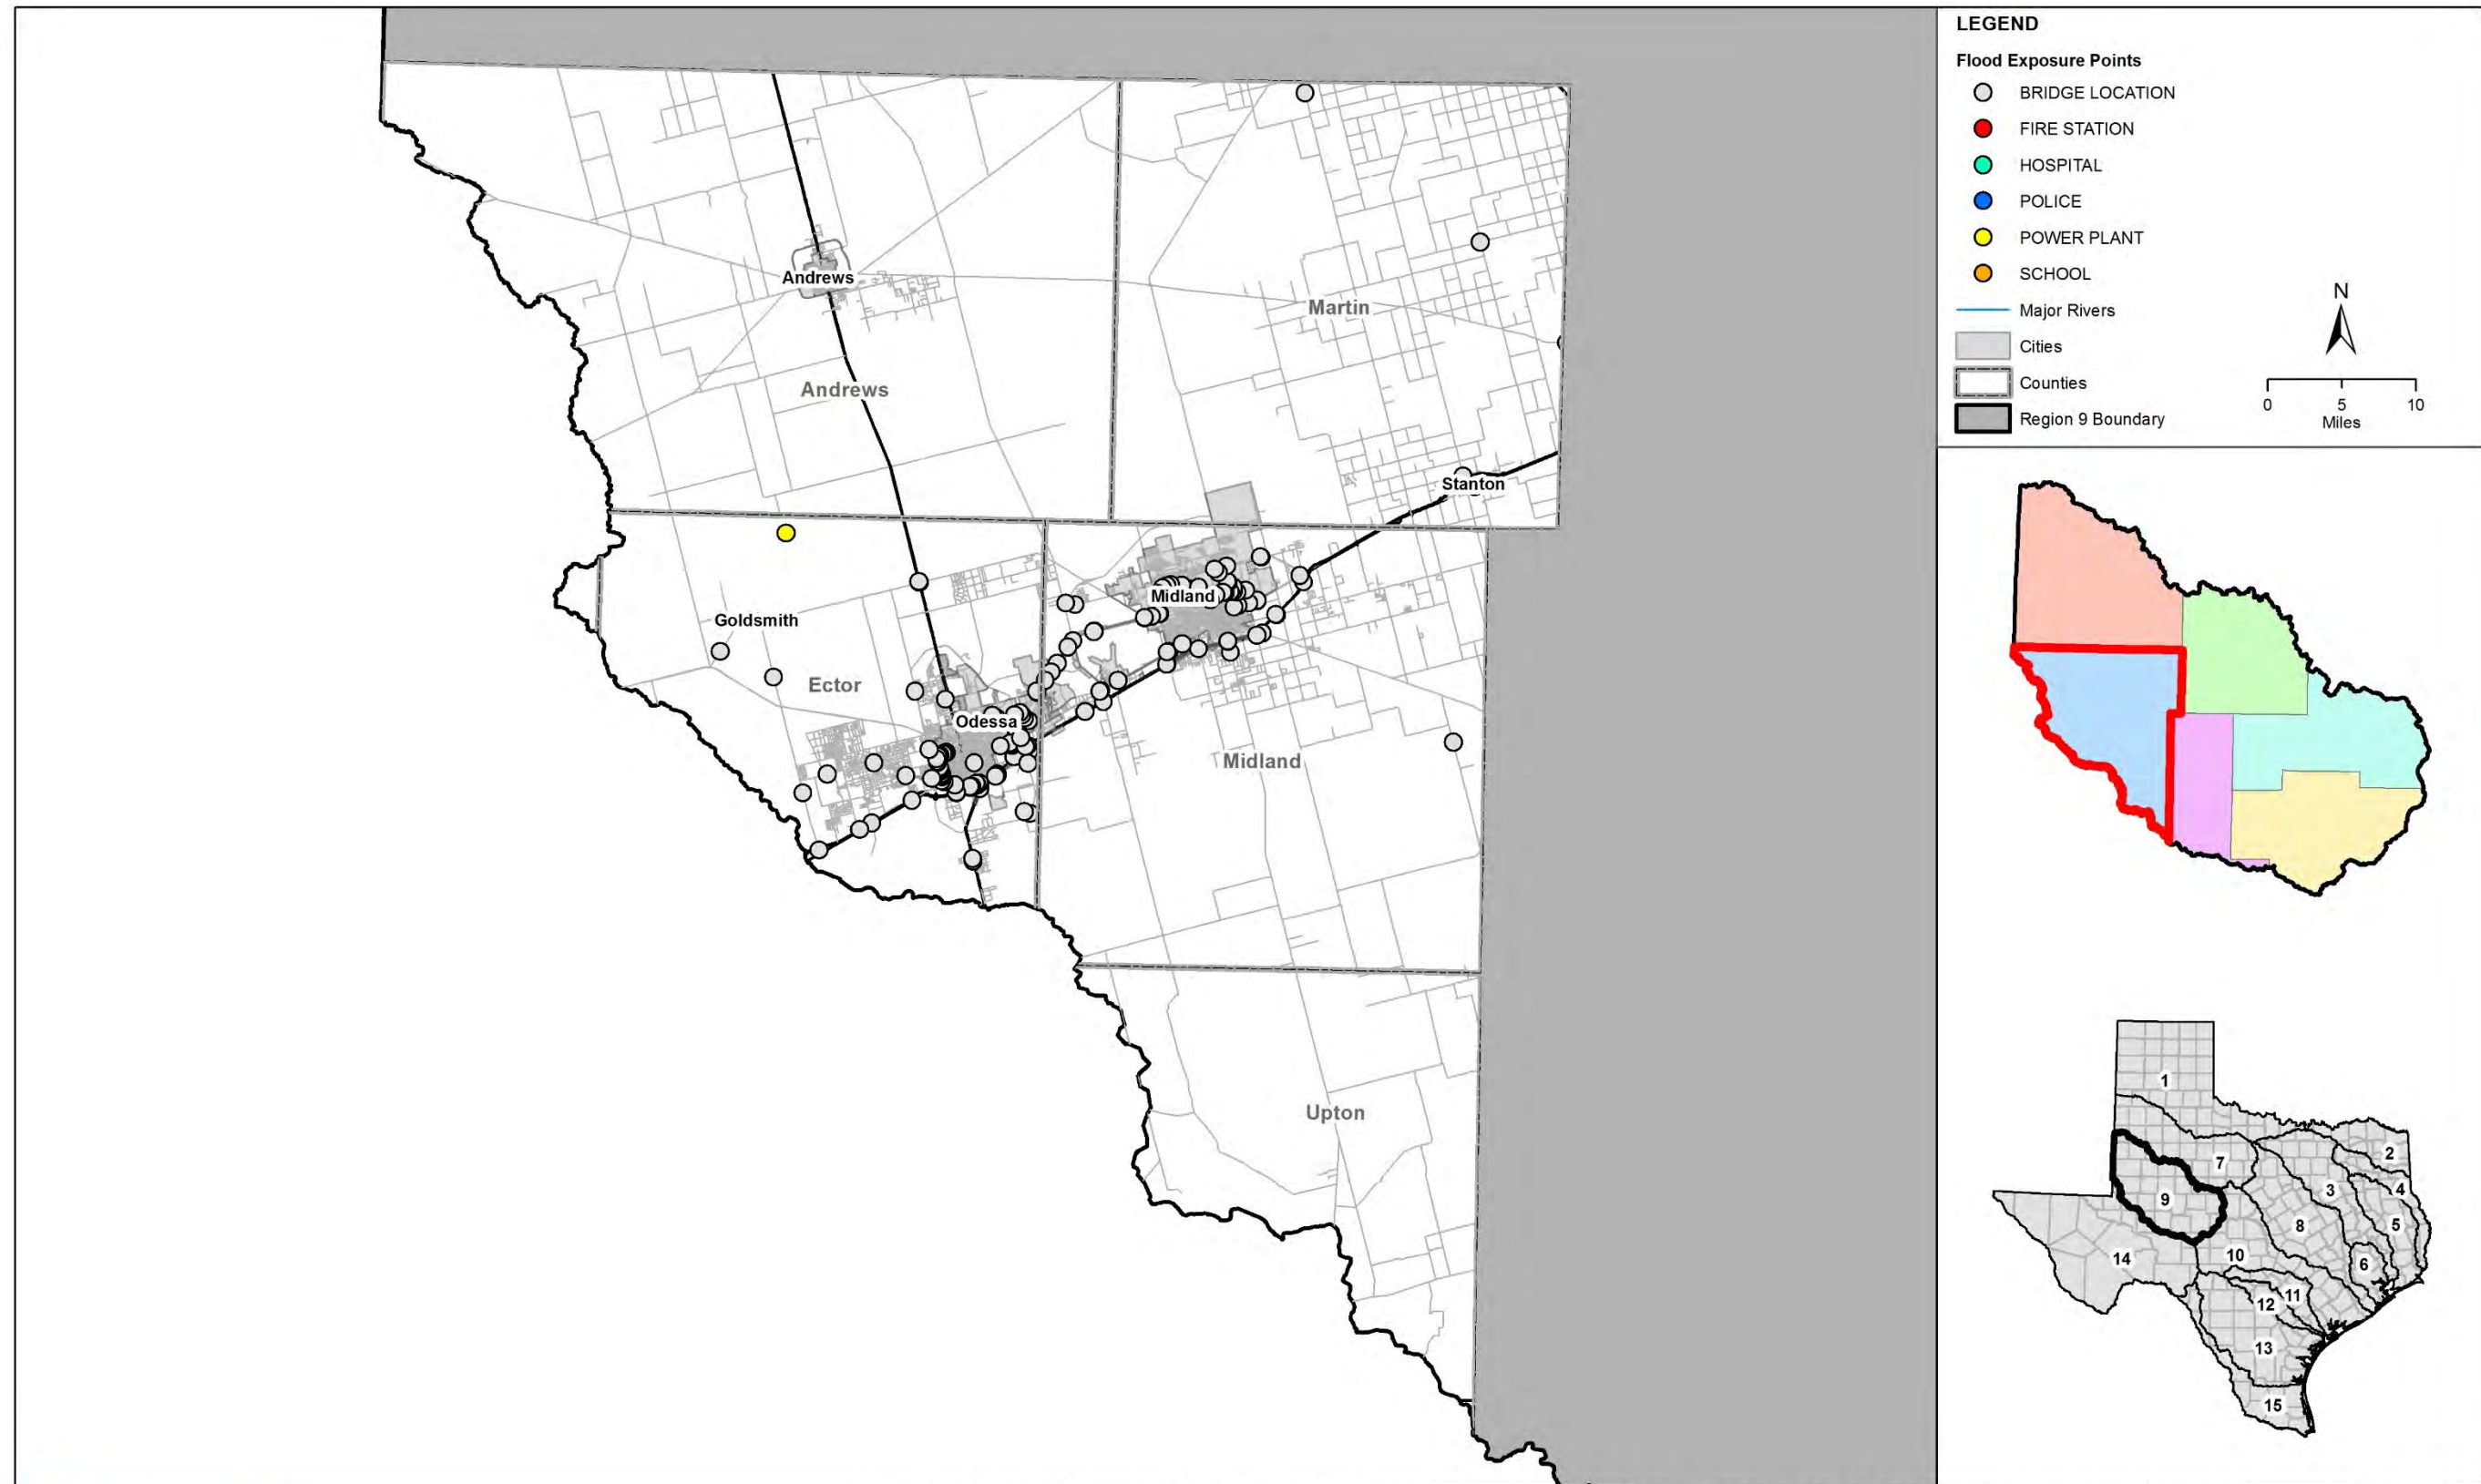 LEGEND
Flood Exposure Points
BRIDGE LOCATION
FIRE STATION
HOSPITAL
POLICE
POWER PLANT
SCHOOL
Major Rivers
Cities
Counties
Region 9 Boundary
N
0 5 10
Miles
Andrews
Martin
Andrews
Stanton
Midland
Goldsmith
Ector
Odessa
Midland
Upton
1
2
7
3
4
9
8
5
10
14
6
11
12
13
15